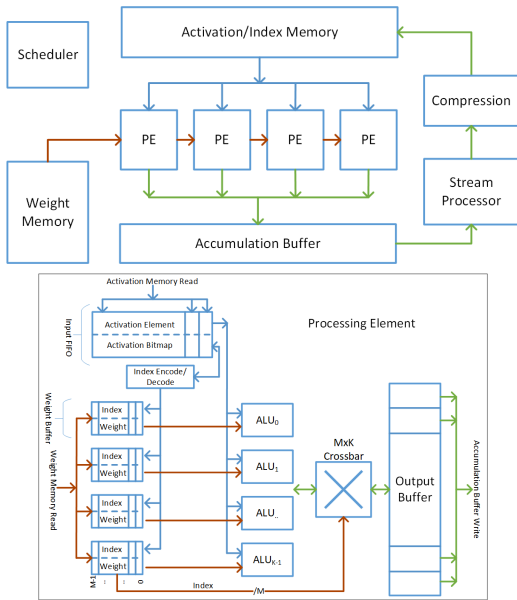 Activation/Index Memory
Scheduler
Compression
PE
PE
PE
PE
Weight
Memory
Stream
Processor
Accumulation Buffer
Activation Memory Read
Input FIFO
Activation Element
Activation Bitmap
Processing Element
Index Encode/
Decode
Weight Buffer
Weight Memory Read
Index
Weight
ALU0
Index
Weight
ALU1
MxK
Crossbar
Output
Buffer
Accumulation Buffer Write
Index
Weight
ALU..
Index
Weight
ALUK-1
M-1
..
..
0
Index
/M